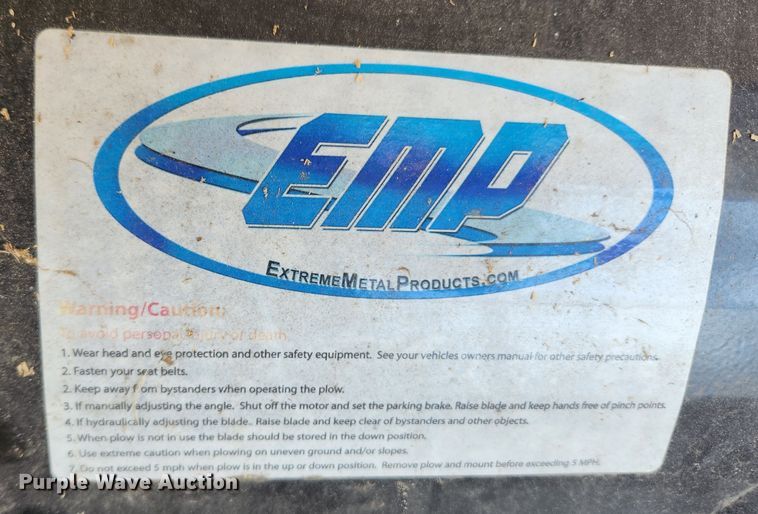 EMP
ExtremeMetalProducts.com
Warning/Caution:
To avoid personal injury or death
1. Wear head and eye protection and other safety equipment. See your vehicles owners manual for other safety precautions.
2. Fasten your seat belts.
2. Keep away from bystanders when operating the plow.
3. If manually adjusting the angle. Shut off the motor and set the parking brake. Raise blade and keep hands free of pinch points.
4. If hydraulically adjusting the blade. Raise blade and keep clear of bystanders and other objects.
5. When plow is not in use the blade should be stored in the down position.
6. Use extreme caution when plowing on uneven ground and/or slopes.
7. Do not exceed 5 mph when plow is in the up or down position. Remove plow and mount before exceeding 5 MPH.
Purple Wave Auction